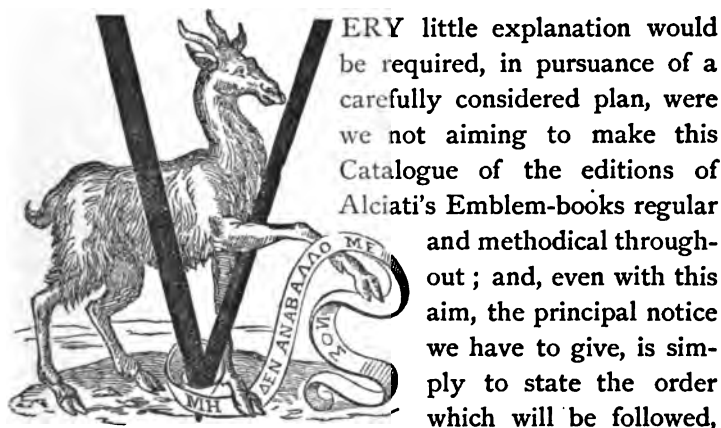 VERY little explanation would
be required, in pursuance of a
carefully considered plan, were
we not aiming to make this
Catalogue of the editions of
Alciati's Emblem-books regular
and methodical through-
out ; and, even with this
aim, the principal notice
we have to give, is sim-
ply to state the order
which will be followed,
ΜΗ
ΔΕΝ ΑΝΑΒΑΛΛΟ ΜΕ
ΝΟΣ